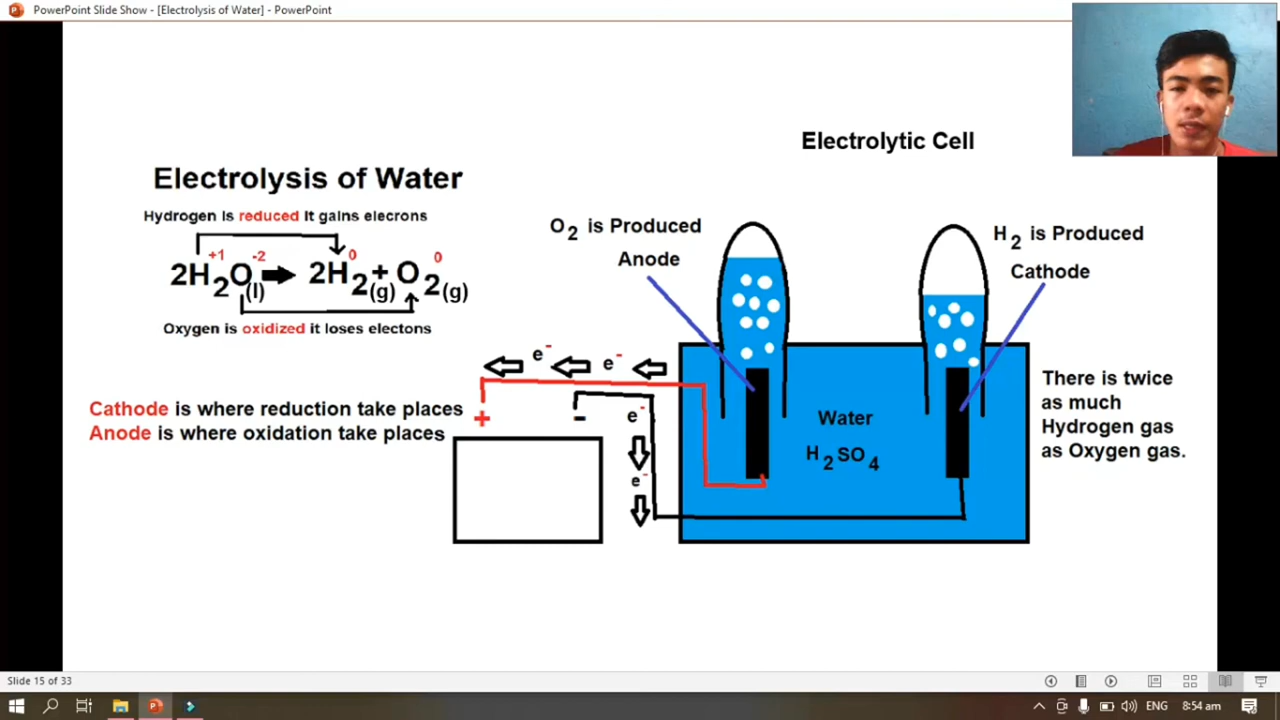 PowerPoint Slide Show - [Electrolysis of Water] - PowerPoint
Electrolytic Cell
Electrolysis of Water
Hydrogen is reduced it gains elecrons
+1 -2 0 0
2H2O(l) 2H2(g) + O2(g)
Oxygen is oxidized it loses electons
Cathode is where reduction take places
Anode is where oxidation take places
O2 is Produced
Anode
H2 is Produced
Cathode
e- e-
+ -
e-
e-
Water
H2SO4
There is twice
as much
Hydrogen gas
as Oxygen gas.
Slide 15 of 33
ENG 8:54 am